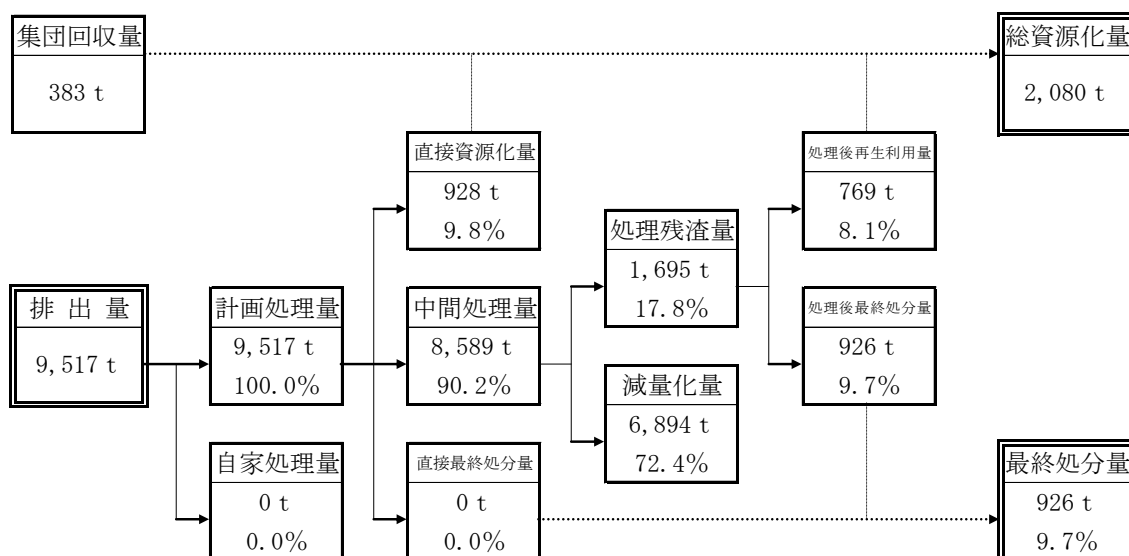 集団回収量
383 t
総資源化量
2,080 t
直接資源化量
928 t
9.8%
処理後再生利用量
769 t
8.1%
処理残渣量
1,695 t
17.8%
排 出 量
9,517 t
計画処理量
9,517 t
100.0%
中間処理量
8,589 t
90.2%
処理後最終処分量
926 t
9.7%
減量化量
6,894 t
72.4%
自家処理量
0 t
0.0%
直接最終処分量
0 t
0.0%
最終処分量
926 t
9.7%